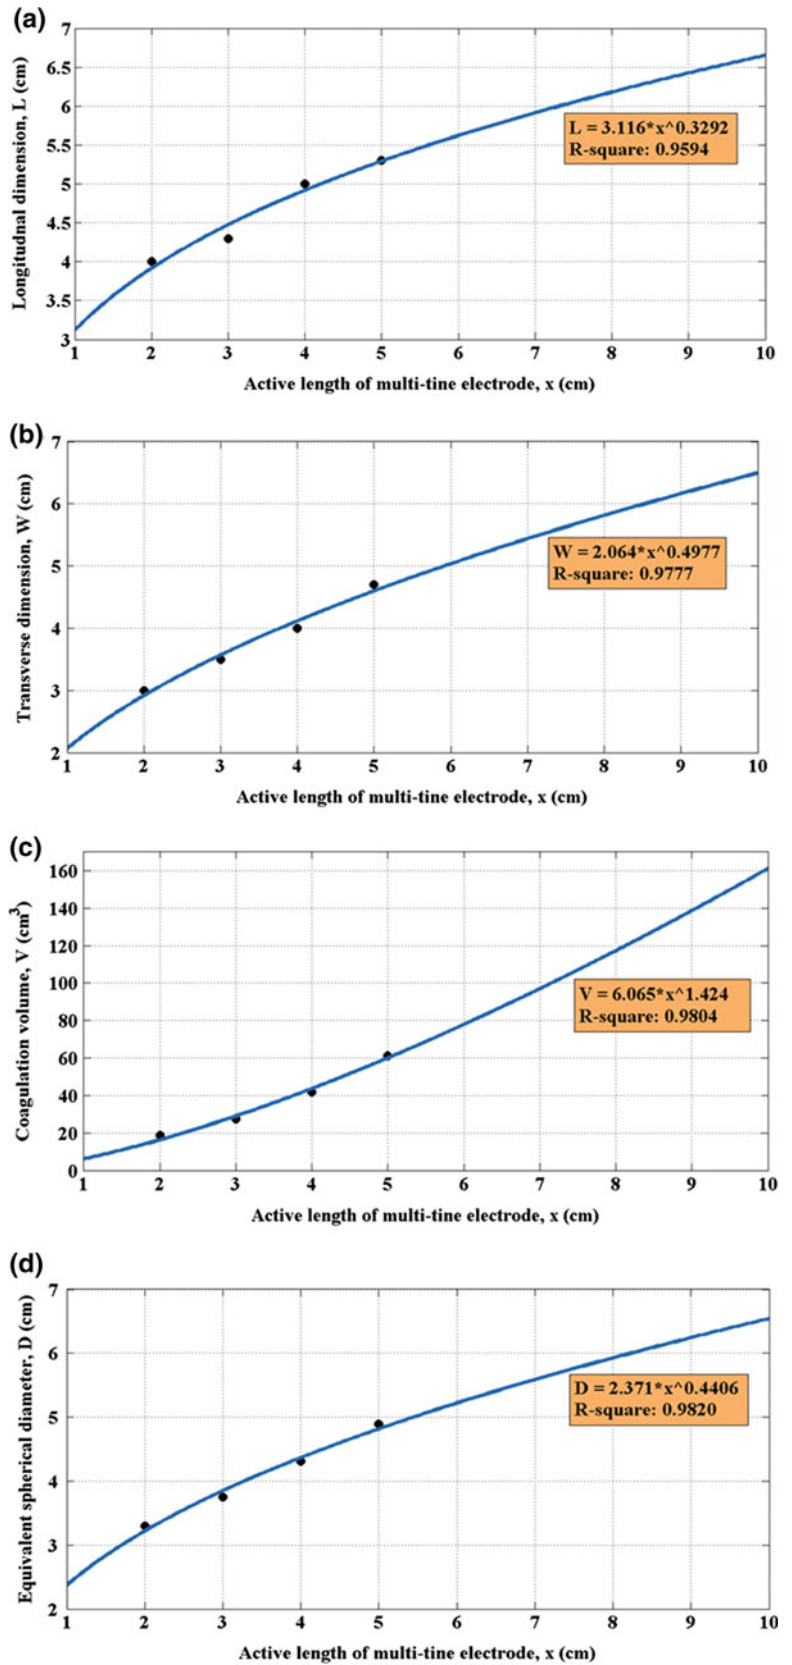 (a)
7
6.5
6
5.5
5
4.5
4
3.5
3
Longitudnal dimension, L (cm)
L = 3.116*x^0.3292
R-square: 0.9594
1 2 3 4 5 6 7 8 9 10
Active length of multi-tine electrode, x (cm)
(b)
7
6
5
4
3
2
Transverse dimension, W (cm)
W = 2.064*x^0.4977
R-square: 0.9777
1 2 3 4 5 6 7 8 9 10
Active length of multi-tine electrode, x (cm)
(c)
160
140
120
100
80
60
40
20
0
Coagulation volume, V (cm³)
V = 6.065*x^1.424
R-square: 0.9804
1 2 3 4 5 6 7 8 9 10
Active length of multi-tine electrode, x (cm)
(d)
7
6
5
4
3
2
Equivalent spherical diameter, D (cm)
D = 2.371*x^0.4406
R-square: 0.9820
1 2 3 4 5 6 7 8 9 10
Active length of multi-tine electrode, x (cm)